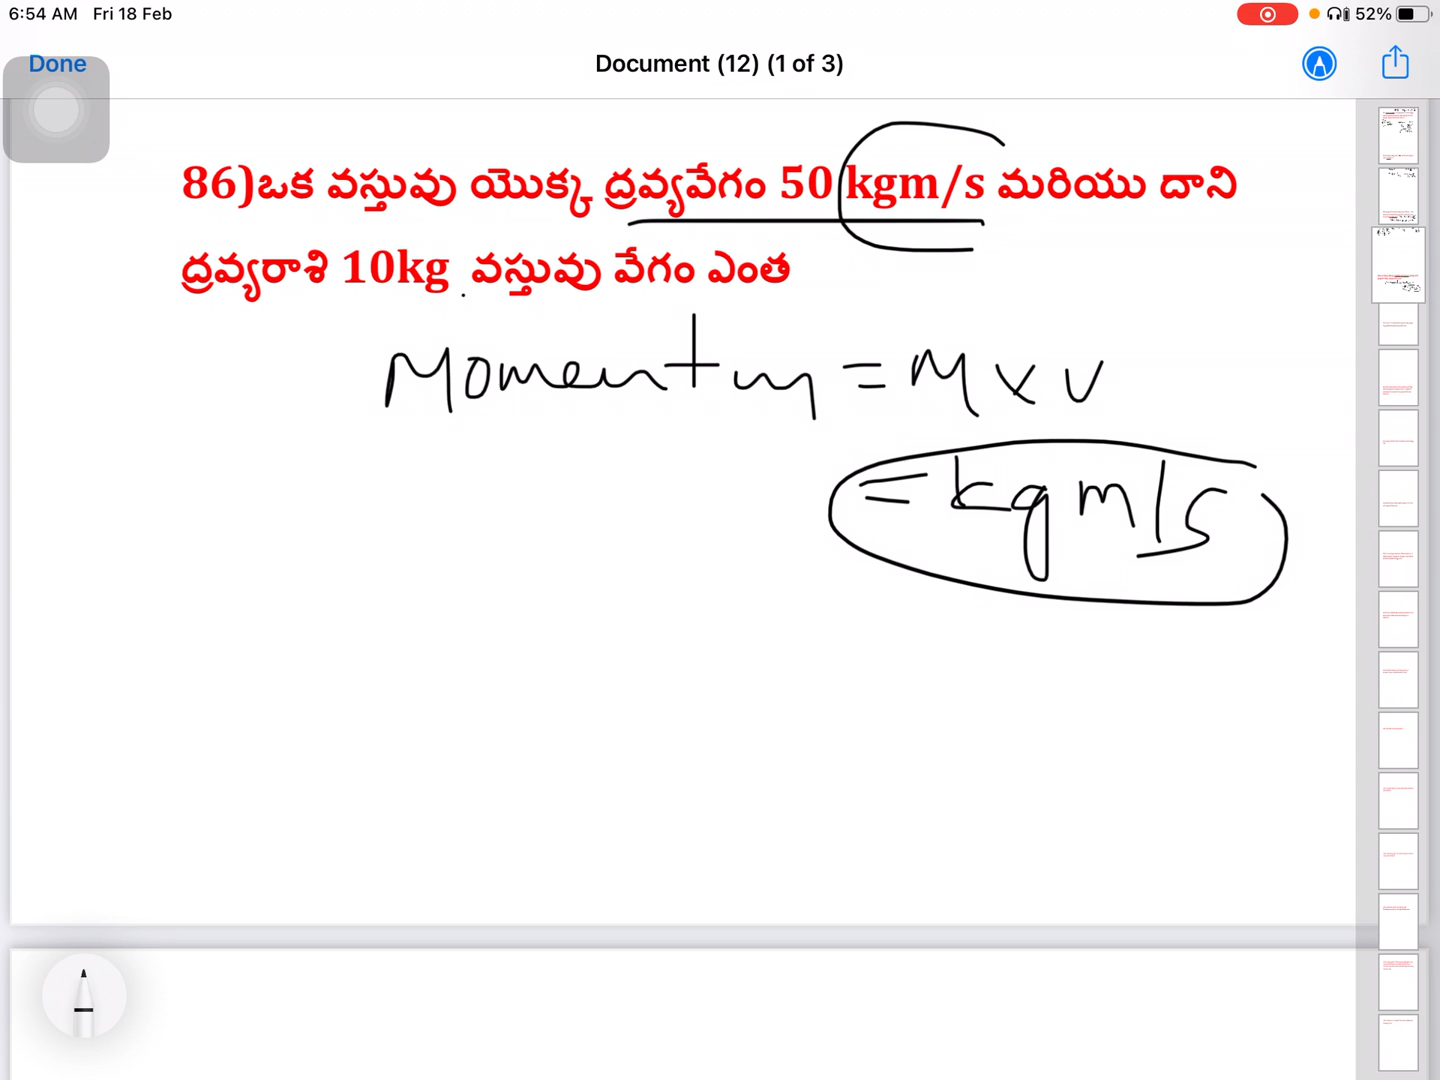 6:54 AM Fri 18 Feb
52%
Done
Document (12) (1 of 3)
86)ఒక వస్తువు యొక్క ద్రవ్యవేగం 50 kgm/s మరియు దాని
ద్రవ్యరాశి 10kg వస్తువు వేగం ఎంత
Momentum = M x V
= kgm/s